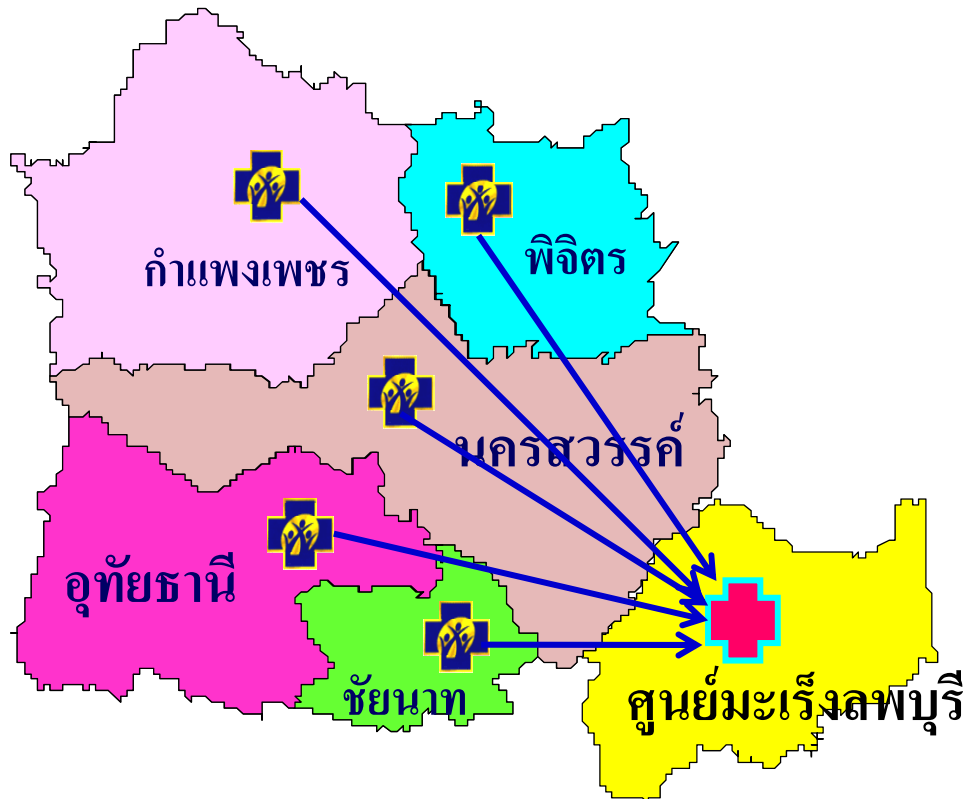 พิจิตร
กำแพงเพชร
นครสวรรค์
อุทัยธานี
ชัยนาท
ศูนย์มะเร็งลพบุรี